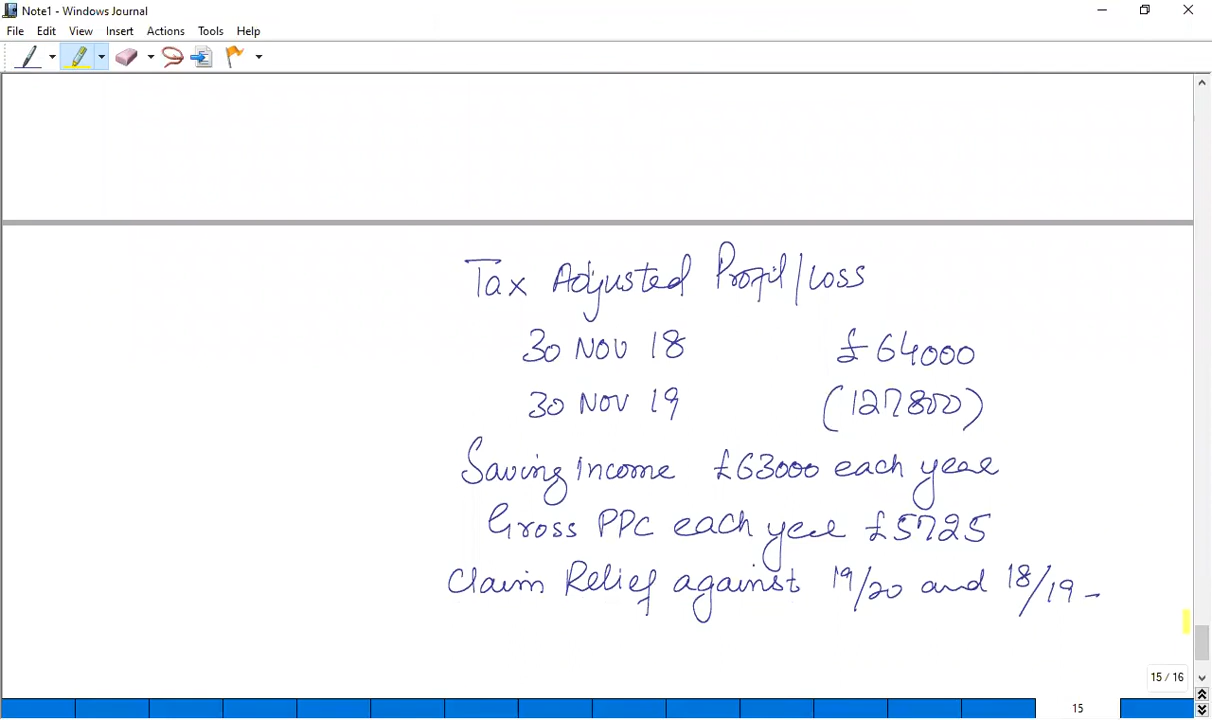 Note1 - Windows Journal
File Edit View Insert Actions Tools Help
Tax Adjusted Profit/Loss
30 NOV 18 £64000
30 NOV 19 (127800)
Saving Income £63000 each year
Gross PPC each year £5725
Claim Relief against 19/20 and 18/19 -
15 / 16
15